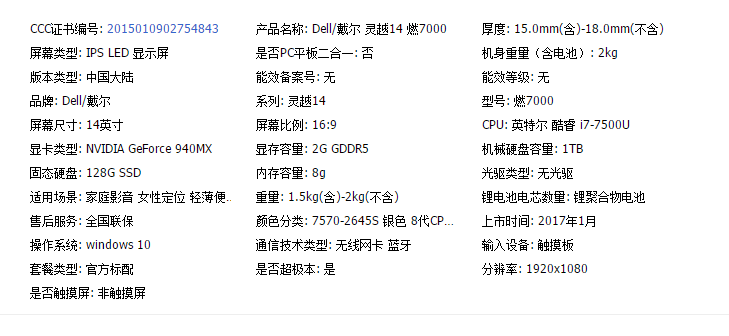 CCC证书编号: 2015010902754843 产品名称: Dell/戴尔 灵越14 燃7000 厚度: 15.0mm(含)-18.0mm(不含)
屏幕类型: IPS LED 显示屏 是否PC平板二合一: 否 机身重量（含电池）: 2kg
版本类型: 中国大陆 能效备案号: 无 能效等级: 无
品牌: Dell/戴尔 系列: 灵越14 型号: 燃7000
屏幕尺寸: 14英寸 屏幕比例: 16:9 CPU: 英特尔 酷睿 i7-7500U
显卡类型: NVIDIA GeForce 940MX 显存容量: 2G GDDR5 机械硬盘容量: 1TB
固态硬盘: 128G SSD 内存容量: 8g 光驱类型: 无光驱
适用场景: 家庭影音 女性定位 轻薄便... 重量: 1.5kg(含)-2kg(不含) 锂电池电芯数量: 锂聚合物电池
售后服务: 全国联保 颜色分类: 7570-2645S 银色 8代CP... 上市时间: 2017年1月
操作系统: windows 10 通信技术类型: 无线网卡 蓝牙 输入设备: 触摸板
套餐类型: 官方标配 是否超极本: 是 分辨率: 1920x1080
是否触摸屏: 非触摸屏